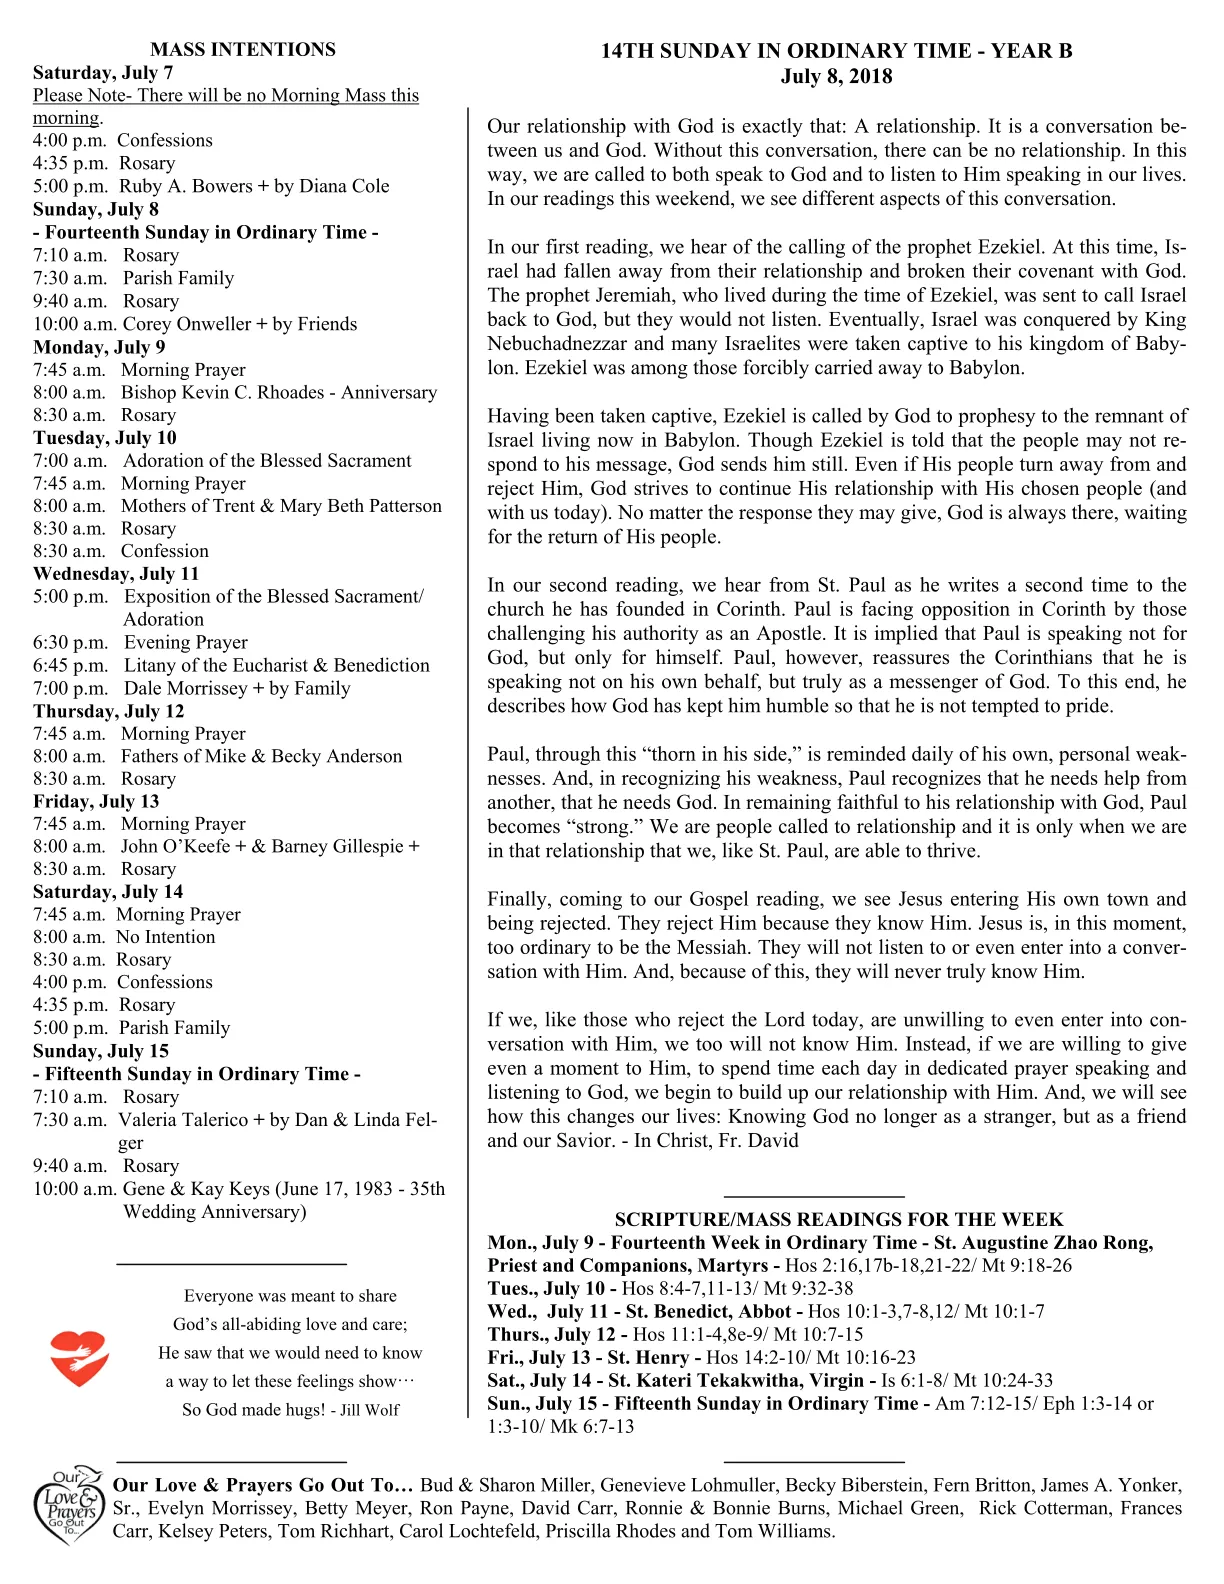 MASS INTENTIONS
Saturday, July 7
Please Note- There will be no Morning Mass this
morning.
4:00 p.m. Confessions
4:35 p.m. Rosary
5:00 p.m. Ruby A. Bowers + by Diana Cole
Sunday, July 8
- Fourteenth Sunday in Ordinary Time -
7:10 a.m. Rosary
7:30 a.m. Parish Family
9:40 a.m. Rosary
10:00 a.m. Corey Onweller + by Friends
Monday, July 9
7:45 a.m. Morning Prayer
8:00 a.m. Bishop Kevin C. Rhoades - Anniversary
8:30 a.m. Rosary
Tuesday, July 10
7:00 a.m. Adoration of the Blessed Sacrament
7:45 a.m. Morning Prayer
8:00 a.m. Mothers of Trent & Mary Beth Patterson
8:30 a.m. Rosary
8:30 a.m. Confession
Wednesday, July 11
5:00 p.m. Exposition of the Blessed Sacrament/
Adoration
6:30 p.m. Evening Prayer
6:45 p.m. Litany of the Eucharist & Benediction
7:00 p.m. Dale Morrissey + by Family
Thursday, July 12
7:45 a.m. Morning Prayer
8:00 a.m. Fathers of Mike & Becky Anderson
8:30 a.m. Rosary
Friday, July 13
7:45 a.m. Morning Prayer
8:00 a.m. John O’Keefe + & Barney Gillespie +
8:30 a.m. Rosary
Saturday, July 14
7:45 a.m. Morning Prayer
8:00 a.m. No Intention
8:30 a.m. Rosary
4:00 p.m. Confessions
4:35 p.m. Rosary
5:00 p.m. Parish Family
Sunday, July 15
- Fifteenth Sunday in Ordinary Time -
7:10 a.m. Rosary
7:30 a.m. Valeria Talerico + by Dan & Linda Fel-
ger
9:40 a.m. Rosary
10:00 a.m. Gene & Kay Keys (June 17, 1983 - 35th
Wedding Anniversary)
Everyone was meant to share
God’s all-abiding love and care;
He saw that we would need to know
a way to let these feelings show…
So God made hugs! - Jill Wolf
14TH SUNDAY IN ORDINARY TIME - YEAR B
July 8, 2018
Our relationship with God is exactly that: A relationship. It is a conversation be-
tween us and God. Without this conversation, there can be no relationship. In this
way, we are called to both speak to God and to listen to Him speaking in our lives.
In our readings this weekend, we see different aspects of this conversation.
In our first reading, we hear of the calling of the prophet Ezekiel. At this time, Is-
rael had fallen away from their relationship and broken their covenant with God.
The prophet Jeremiah, who lived during the time of Ezekiel, was sent to call Israel
back to God, but they would not listen. Eventually, Israel was conquered by King
Nebuchadnezzar and many Israelites were taken captive to his kingdom of Baby-
lon. Ezekiel was among those forcibly carried away to Babylon.
Having been taken captive, Ezekiel is called by God to prophesy to the remnant of
Israel living now in Babylon. Though Ezekiel is told that the people may not re-
spond to his message, God sends him still. Even if His people turn away from and
reject Him, God strives to continue His relationship with His chosen people (and
with us today). No matter the response they may give, God is always there, waiting
for the return of His people.
In our second reading, we hear from St. Paul as he writes a second time to the
church he has founded in Corinth. Paul is facing opposition in Corinth by those
challenging his authority as an Apostle. It is implied that Paul is speaking not for
God, but only for himself. Paul, however, reassures the Corinthians that he is
speaking not on his own behalf, but truly as a messenger of God. To this end, he
describes how God has kept him humble so that he is not tempted to pride.
Paul, through this “thorn in his side,” is reminded daily of his own, personal weak-
nesses. And, in recognizing his weakness, Paul recognizes that he needs help from
another, that he needs God. In remaining faithful to his relationship with God, Paul
becomes “strong.” We are people called to relationship and it is only when we are
in that relationship that we, like St. Paul, are able to thrive.
Finally, coming to our Gospel reading, we see Jesus entering His own town and
being rejected. They reject Him because they know Him. Jesus is, in this moment,
too ordinary to be the Messiah. They will not listen to or even enter into a conver-
sation with Him. And, because of this, they will never truly know Him.
If we, like those who reject the Lord today, are unwilling to even enter into con-
versation with Him, we too will not know Him. Instead, if we are willing to give
even a moment to Him, to spend time each day in dedicated prayer speaking and
listening to God, we begin to build up our relationship with Him. And, we will see
how this changes our lives: Knowing God no longer as a stranger, but as a friend
and our Savior. - In Christ, Fr. David
SCRIPTURE/MASS READINGS FOR THE WEEK
Mon., July 9 - Fourteenth Week in Ordinary Time - St. Augustine Zhao Rong,
Priest and Companions, Martyrs - Hos 2:16,17b-18,21-22/ Mt 9:18-26
Tues., July 10 - Hos 8:4-7,11-13/ Mt 9:32-38
Wed., July 11 - St. Benedict, Abbot - Hos 10:1-3,7-8,12/ Mt 10:1-7
Thurs., July 12 - Hos 11:1-4,8e-9/ Mt 10:7-15
Fri., July 13 - St. Henry - Hos 14:2-10/ Mt 10:16-23
Sat., July 14 - St. Kateri Tekakwitha, Virgin - Is 6:1-8/ Mt 10:24-33
Sun., July 15 - Fifteenth Sunday in Ordinary Time - Am 7:12-15/ Eph 1:3-14 or
1:3-10/ Mk 6:7-13
Our
Love &
Prayers
Go Out
To...
Our Love & Prayers Go Out To… Bud & Sharon Miller, Genevieve Lohmuller, Becky Biberstein, Fern Britton, James A. Yonker,
Sr., Evelyn Morrissey, Betty Meyer, Ron Payne, David Carr, Ronnie & Bonnie Burns, Michael Green, Rick Cotterman, Frances
Carr, Kelsey Peters, Tom Richhart, Carol Lochtefeld, Priscilla Rhodes and Tom Williams.